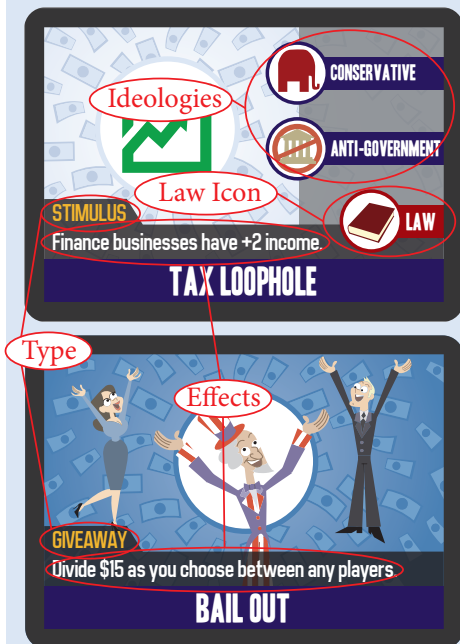 CONSERVATIVE
Ideologies
ANTI-GOVERNMENT
Law Icon
STIMULUS
LAW
Finance businesses have +2 income.
TAX LOOPHOLE
Type
Effects
GIVEAWAY
Divide $15 as you choose between any players.
BAIL OUT